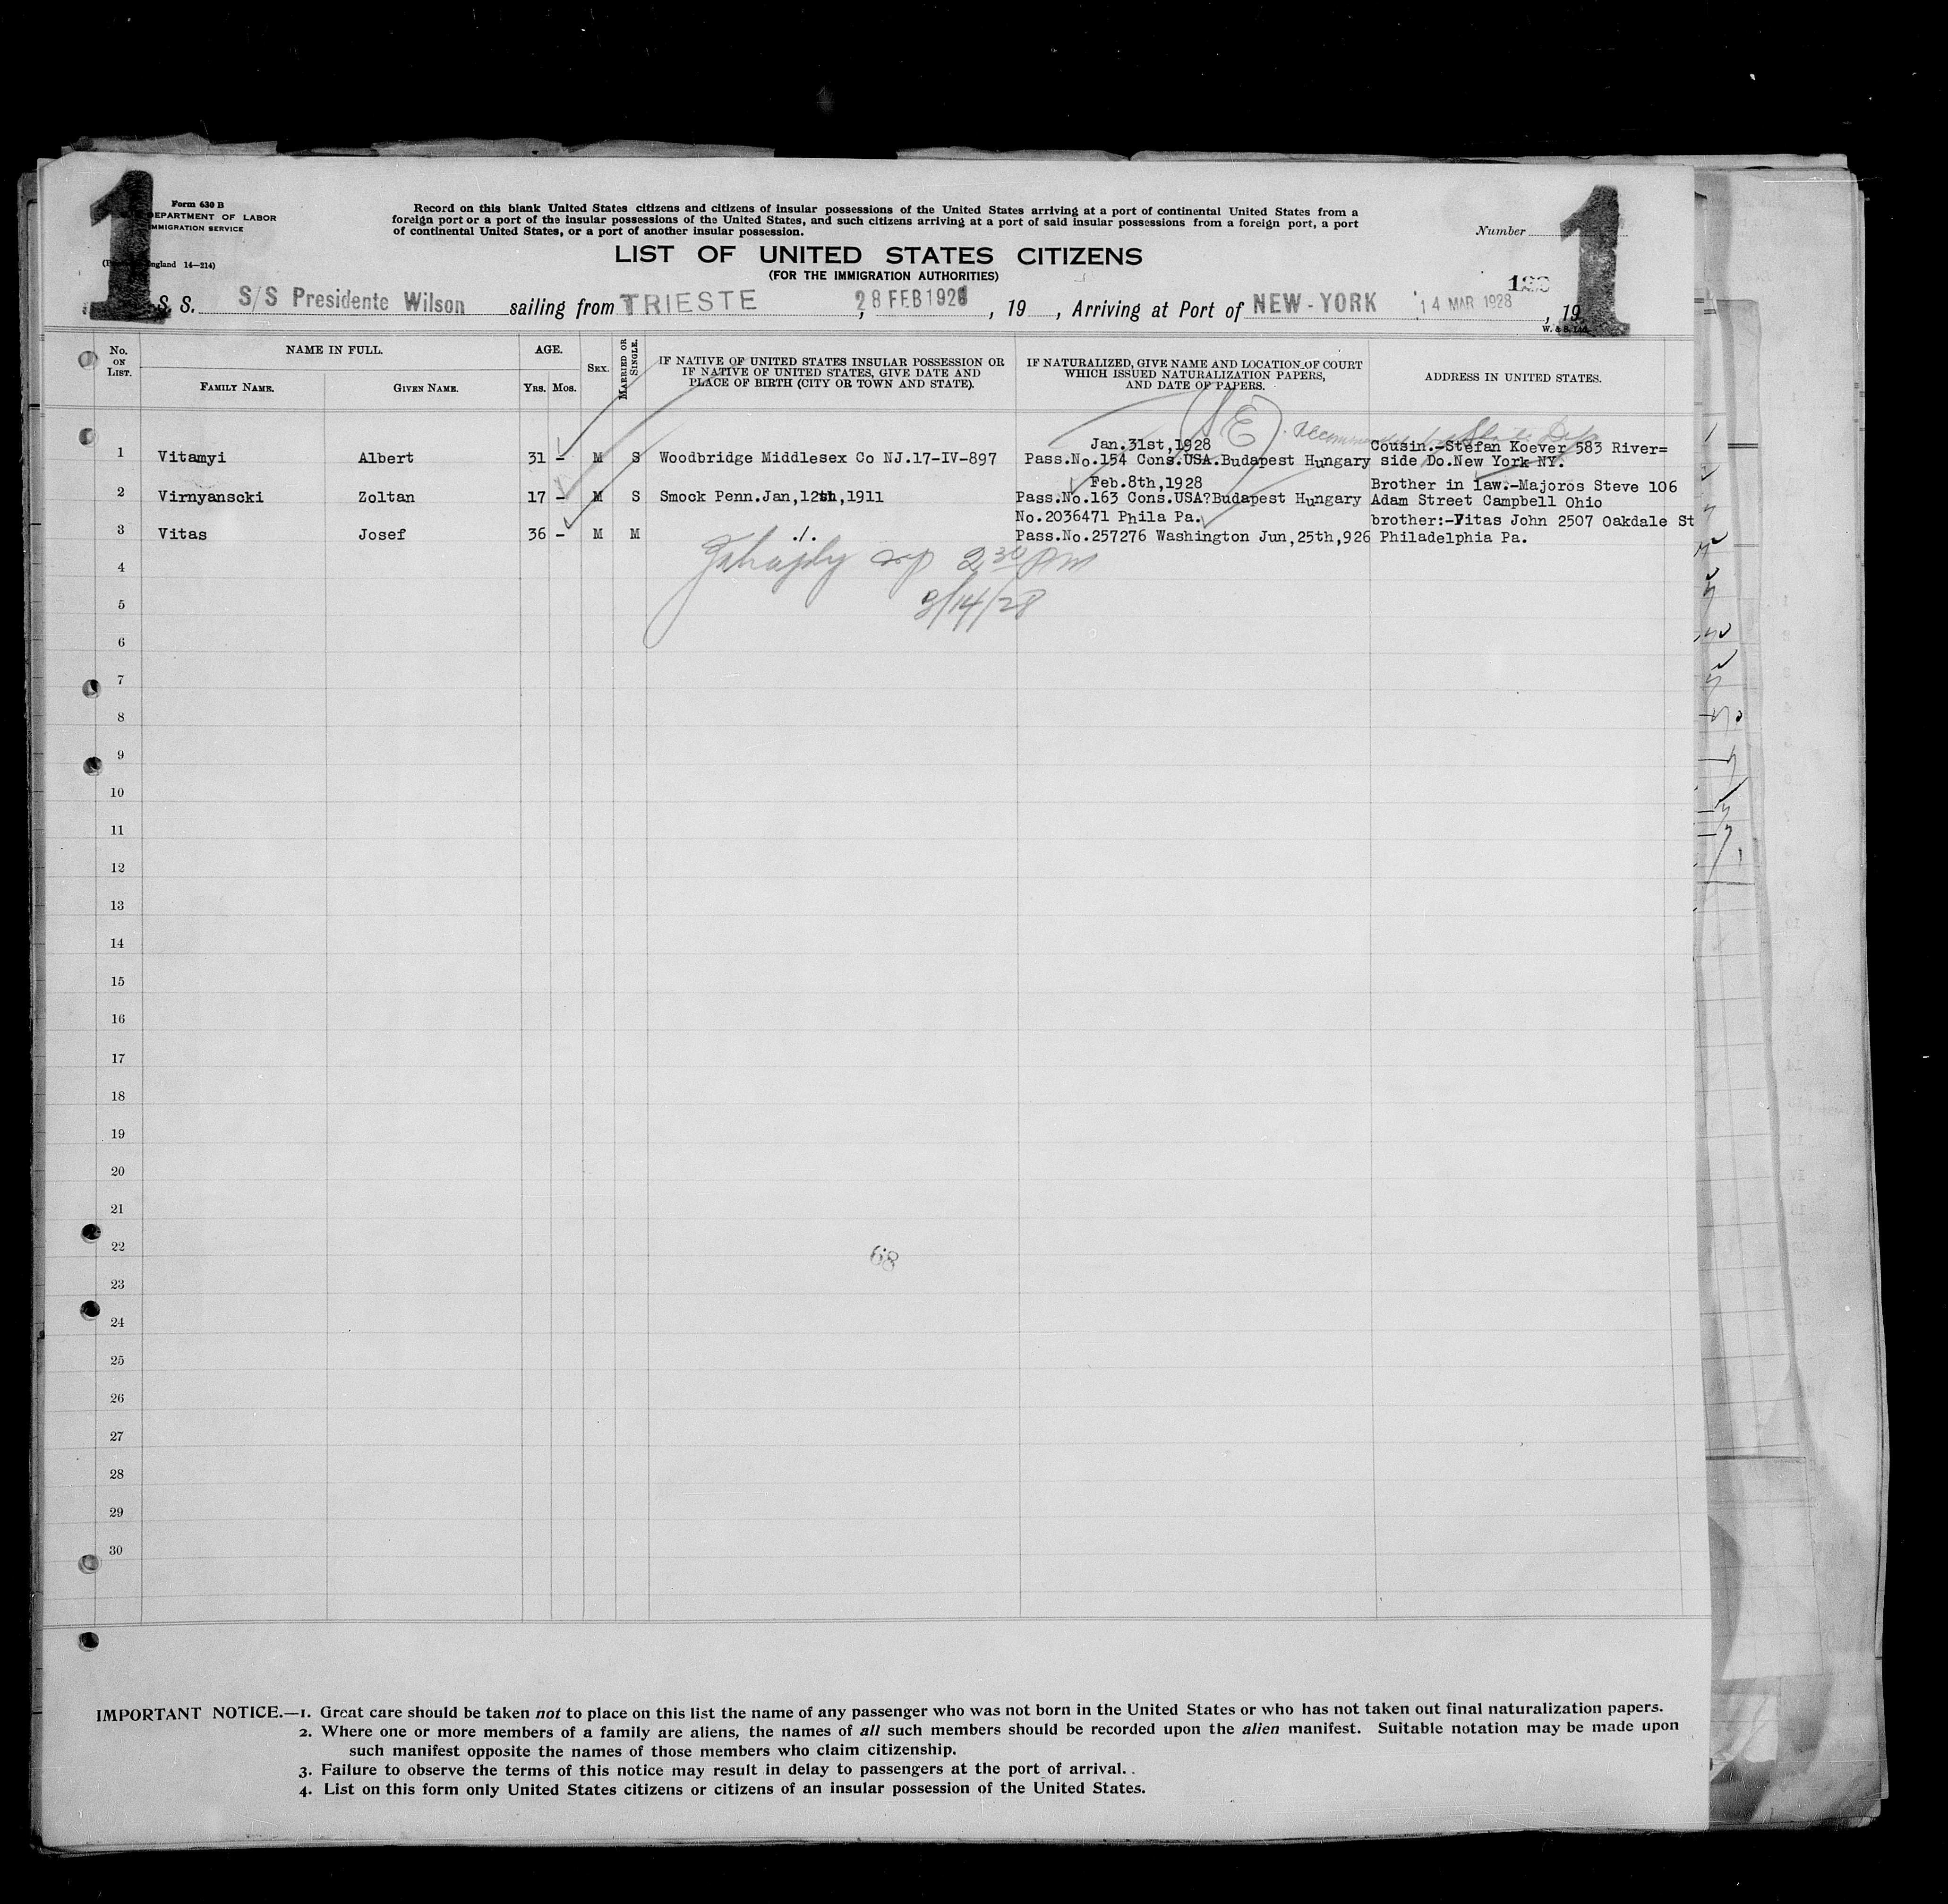 1 1
Form 630 B
DEPARTMENT OF LABOR
IMMIGRATION SERVICE
England 14—214)
Record on this blank United States citizens and citizens of insular possessions of the United States arriving at a port of continental United States from a
foreign port or a port of the insular possessions of the United States, and such citizens arriving at a port of said insular possessions from a foreign port, a port
of continental United States, or a port of another insular possession.
Number
LIST OF UNITED STATES CITIZENS
(FOR THE IMMIGRATION AUTHORITIES)
S. S. S/S Presidente Wilson sailing from TRIESTE, 28 FEB 1928, 19 , Arriving at Port of NEW-YORK 14 MAR 1928, 19
W. & S. Ltd.
No. ON LIST. NAME IN FULL. AGE. SEX. MARRIED OR SINGLE. IF NATIVE OF UNITED STATES INSULAR POSSESSION OR IF NATIVE OF UNITED STATES, GIVE DATE AND PLACE OF BIRTH (CITY OR TOWN AND STATE). IF NATURALIZED, GIVE NAME AND LOCATION OF COURT WHICH ISSUED NATURALIZATION PAPERS, AND DATE OF PAPERS. ADDRESS IN UNITED STATES.
FAMILY NAME. GIVEN NAME. YRS. MOS.
(SE)
Jan.31st,1928 Cousin.-Stefan Koever 583 River=
1 Vitamyi Albert 31 - M S Woodbridge Middlesex Co NJ.17-IV-897 Pass.No.154 Cons.USA.Budapest Hungary side Do.New York NY.
Feb.8th,1928 Brother in law.-Majoros Steve 106
2 Virnyanscki Zoltan 17 - M S Smock Penn.Jan,12th,1911 Pass.No.163 Cons.USA?Budapest Hungary Adam Street Campbell Ohio
No.2036471 Phila Pa. brother:-Vitas John 2507 Oakdale St
3 Vitas Josef 36 - M M ./. Pass.No.257276 Washington Jun,25th,926 Philadelphia Pa.
2 30 pm
4
3/14/28
5
6
7
8
9
10
11
12
13
14
15
16
17
18
19
20
21
22
68
23
24
25
26
27
28
29
30
IMPORTANT NOTICE.—1. Great care should be taken not to place on this list the name of any passenger who was not born in the United States or who has not taken out final naturalization papers.
2. Where one or more members of a family are aliens, the names of all such members should be recorded upon the alien manifest. Suitable notation may be made upon
such manifest opposite the names of those members who claim citizenship.
3. Failure to observe the terms of this notice may result in delay to passengers at the port of arrival.
4. List on this form only United States citizens or citizens of an insular possession of the United States.